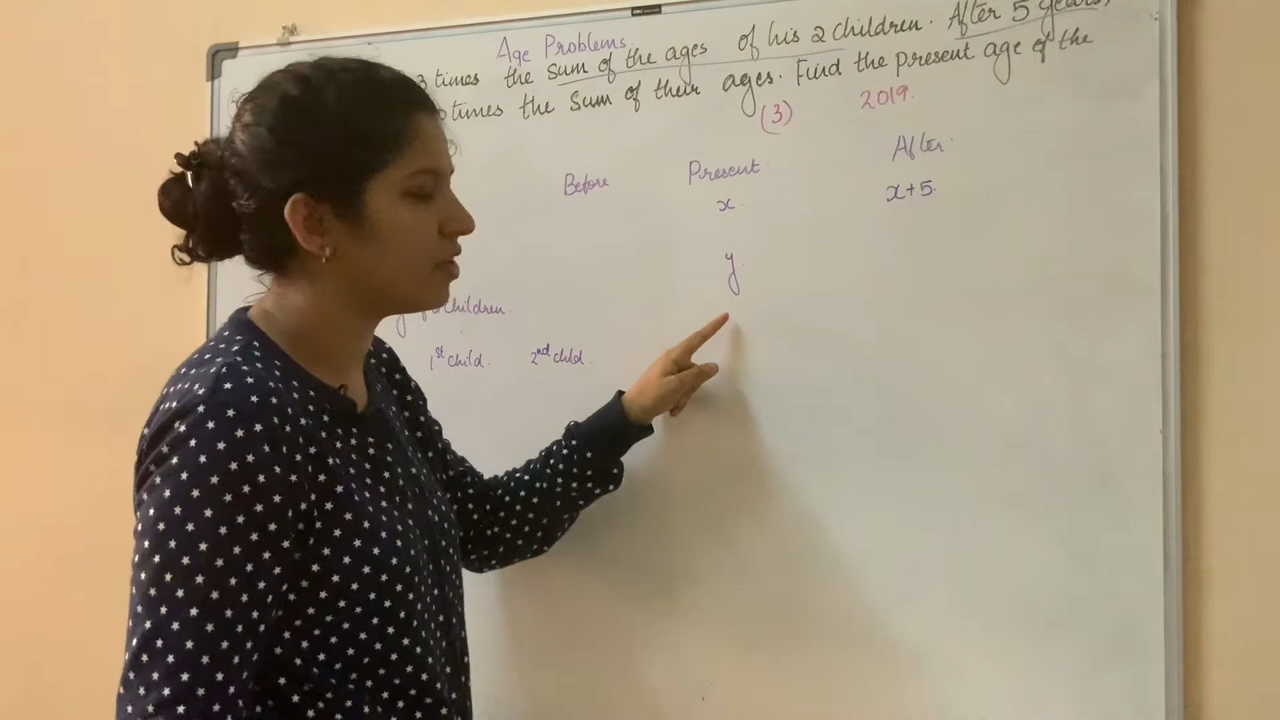 Age Problems
3 times the sum of the ages of his 2 children. After 5 years,
times the sum of their ages. Find the present age of the
(3) 2019.
Before Present After
x x+5
y
children.
1st child. 2nd chld.